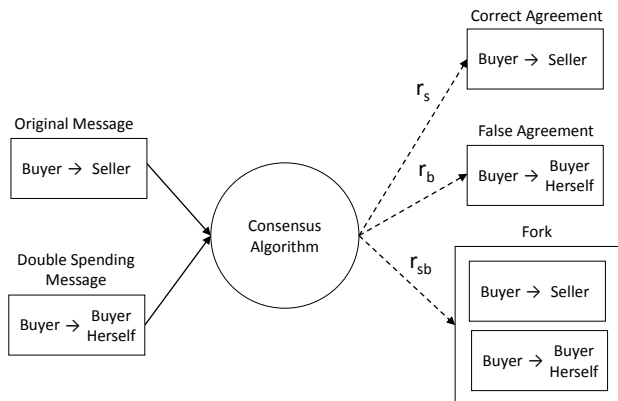 Original Message
Buyer → Seller
Double Spending
Message
Buyer → Buyer
Herself
Consensus
Algorithm
r_s
r_b
r_sb
Correct Agreement
Buyer → Seller
False Agreement
Buyer → Buyer
Herself
Fork
Buyer → Seller
Buyer → Buyer
Herself